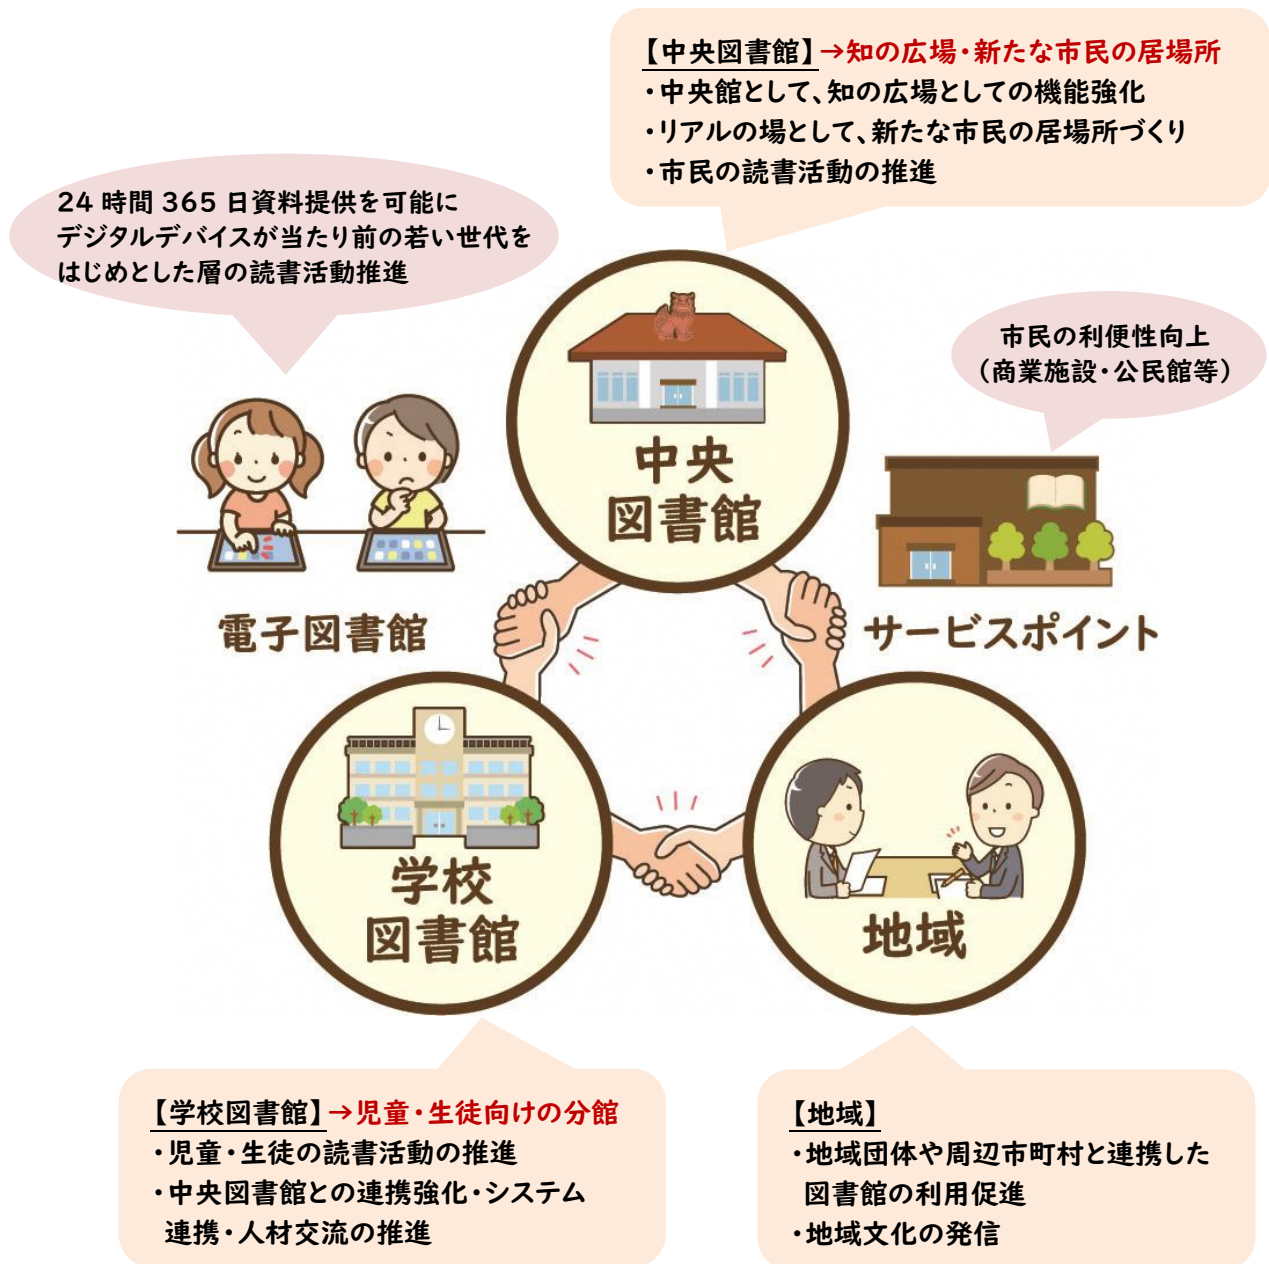 【中央図書館】→知の広場・新たな市民の居場所
・中央館として、知の広場としての機能強化
・リアルの場として、新たな市民の居場所づくり
・市民の読書活動の推進
24 時間 365 日資料提供を可能に
デジタルデバイスが当たり前の若い世代を
はじめとした層の読書活動推進
市民の利便性向上
（商業施設・公民館等）
中央
図書館
電子図書館
サービスポイント
学校
図書館
地域
【学校図書館】→児童・生徒向けの分館
・児童・生徒の読書活動の推進
・中央図書館との連携強化・システム
連携・人材交流の推進
【地域】
・地域団体や周辺市町村と連携した
図書館の利用促進
・地域文化の発信